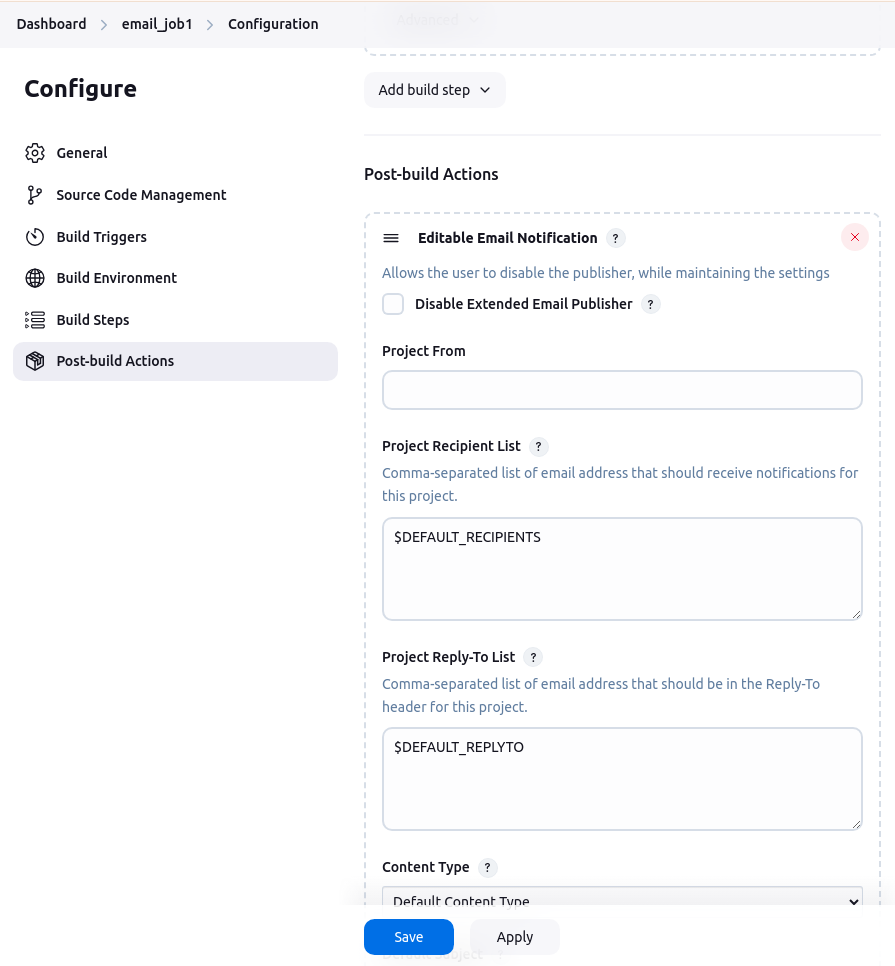 Dashboard > email_job1 > Configuration
Advanced
Configure
General
Source Code Management
Build Triggers
Build Environment
Build Steps
Post-build Actions
Add build step
Post-build Actions
Editable Email Notification ?
Allows the user to disable the publisher, while maintaining the settings
Disable Extended Email Publisher ?
Project From
Project Recipient List ?
Comma-separated list of email address that should receive notifications for
this project.
$DEFAULT_RECIPIENTS
Project Reply-To List ?
Comma-separated list of email address that should be in the Reply-To
header for this project.
$DEFAULT_REPLYTO
Content Type ?
Default Content Type
Save Apply
Default Subject ?